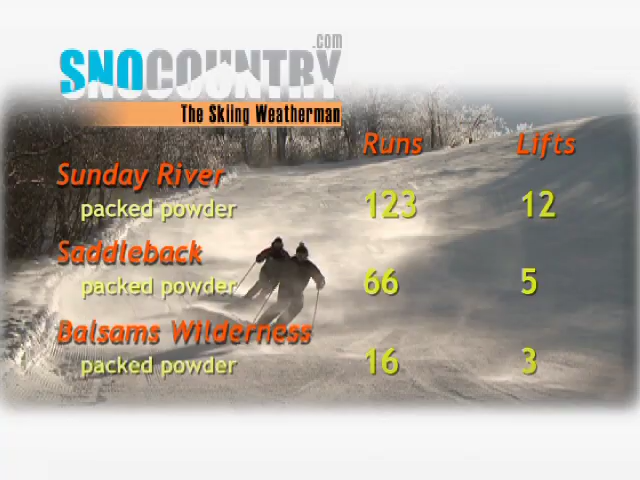 SNOCOUNTRY.com
The Skiing Weatherman
Runs Lifts
Sunday River
packed powder 123 12
Saddleback
packed powder 66 5
Balsams Wilderness
packed powder 16 3